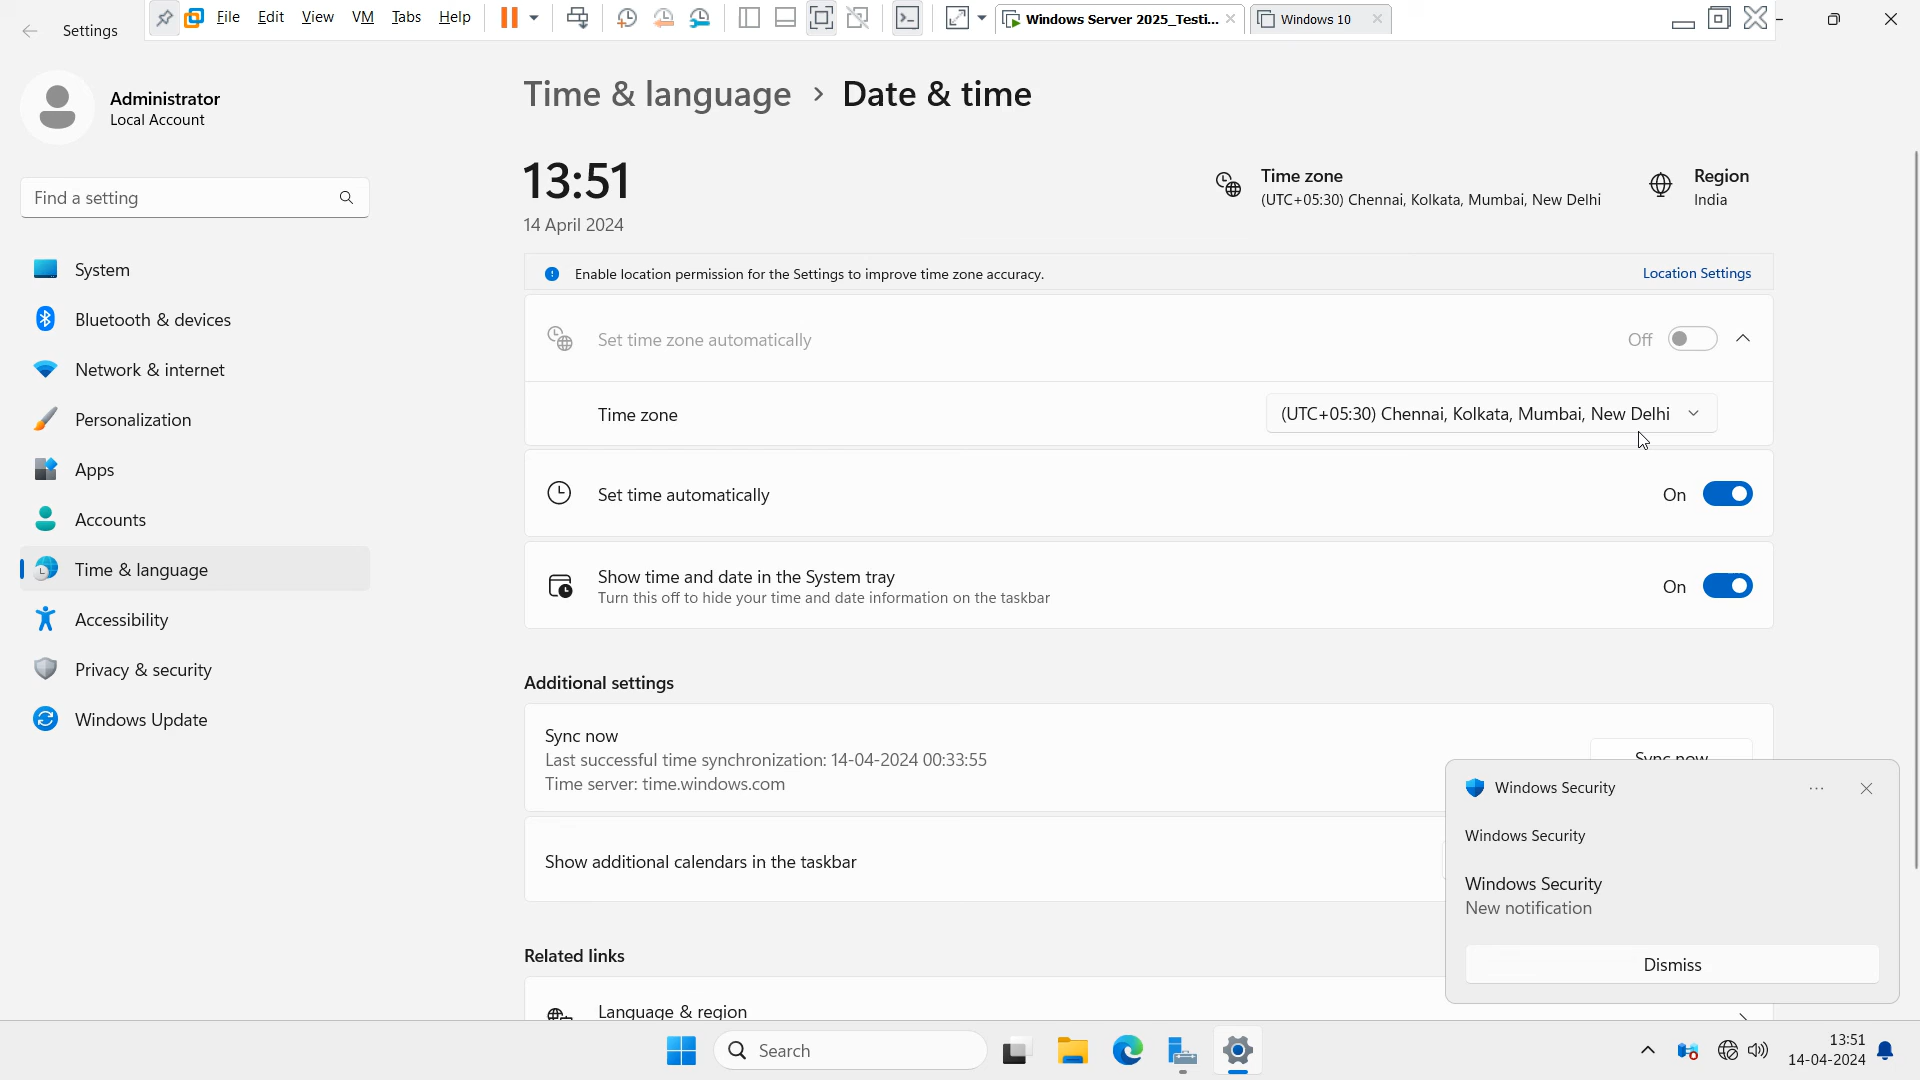 File Edit View VM Tabs Help
Windows Server 2025_Testi...
Windows 10
Settings
Administrator
Local Account
Find a setting
System
Bluetooth & devices
Network & internet
Personalization
Apps
Accounts
Time & language
Accessibility
Privacy & security
Windows Update
Time & language > Date & time
13:51
14 April 2024
Time zone
(UTC+05:30) Chennai, Kolkata, Mumbai, New Delhi
Region
India
Enable location permission for the Settings to improve time zone accuracy.
Location Settings
Set time zone automatically
Off
Time zone
(UTC+05:30) Chennai, Kolkata, Mumbai, New Delhi
Set time automatically
On
Show time and date in the System tray
Turn this off to hide your time and date information on the taskbar
On
Additional settings
Sync now
Last successful time synchronization: 14-04-2024 00:33:55
Time server: time.windows.com
Sync now
Show additional calendars in the taskbar
Related links
Language & region
Windows Security
Windows Security
Windows Security
New notification
Dismiss
Search
13:51
14-04-2024